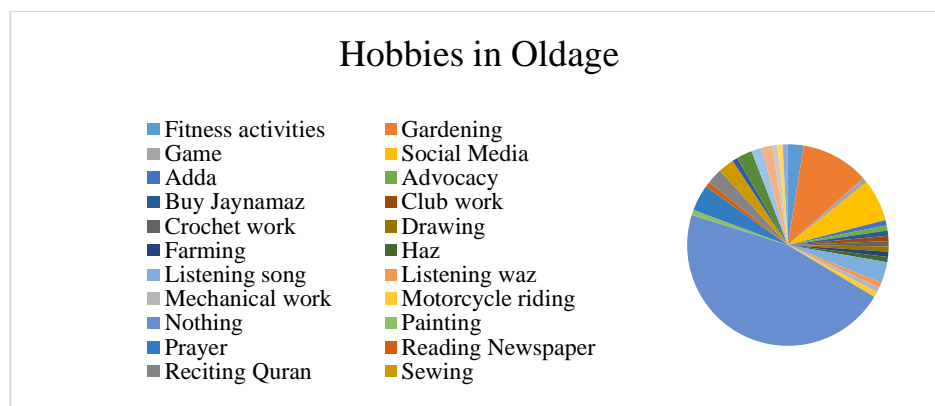 Hobbies in Oldage
Fitness activities Gardening
Game Social Media
Adda Advocacy
Buy Jaynamaz Club work
Crochet work Drawing
Farming Haz
Listening song Listening waz
Mechanical work Motorcycle riding
Nothing Painting
Prayer Reading Newspaper
Reciting Quran Sewing